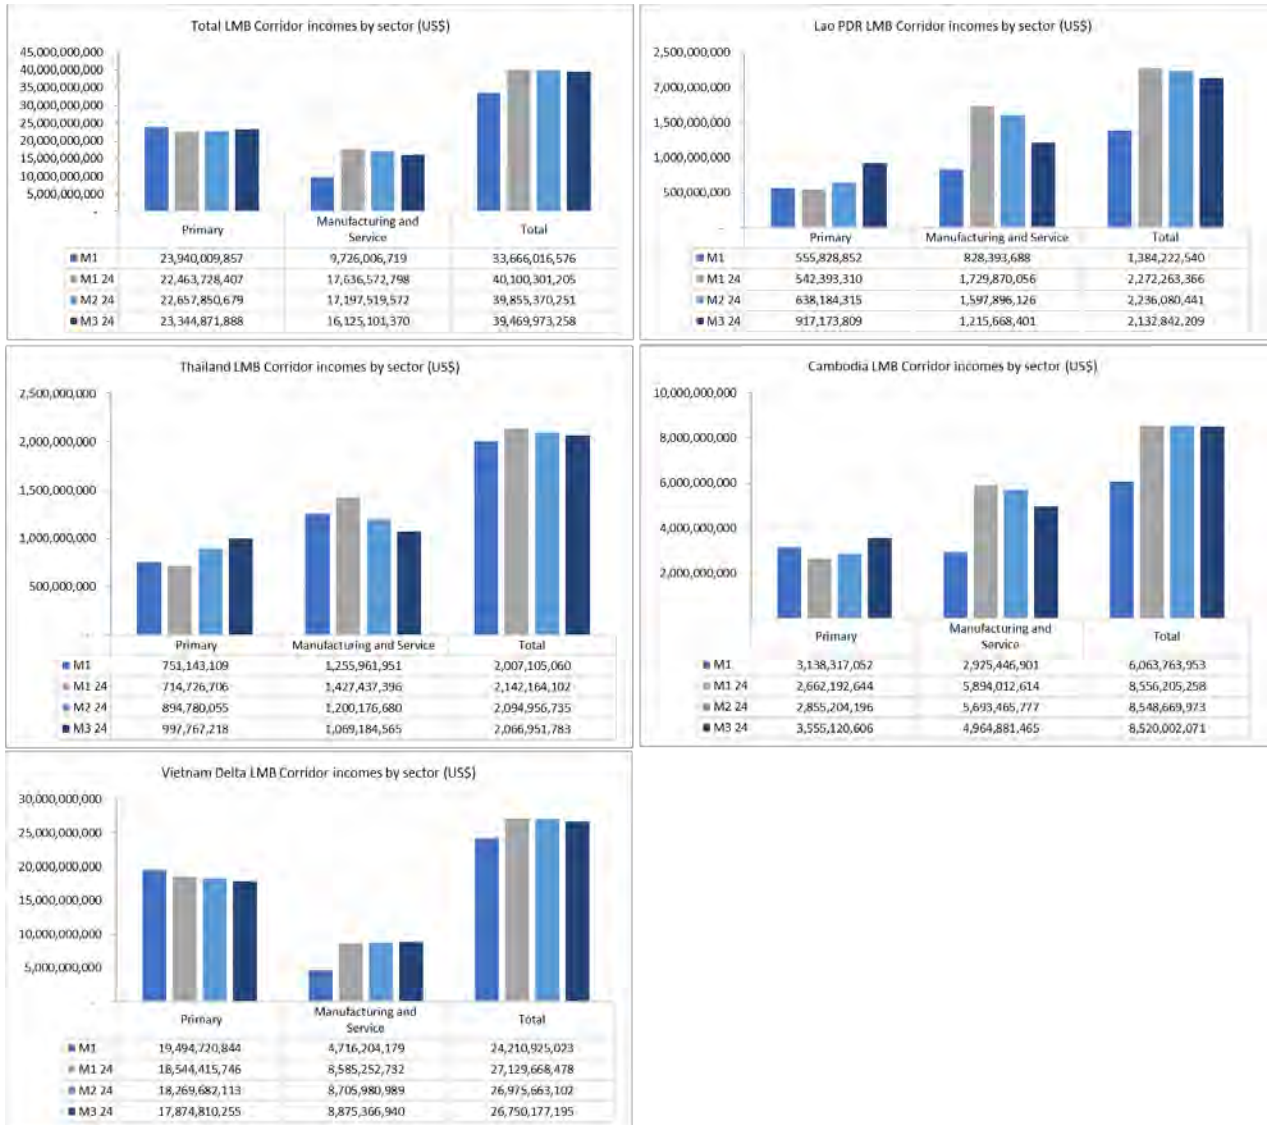 Total LMB Corridor incomes by sector (US$)
45,000,000,000
40,000,000,000
35,000,000,000
30,000,000,000
25,000,000,000
20,000,000,000
15,000,000,000
10,000,000,000
5,000,000,000
-
Primary Manufacturing and Service Total
M1 23,940,009,857 9,726,006,719 33,666,016,576
M1 24 22,463,728,407 17,636,572,798 40,100,301,205
M2 24 22,657,850,679 17,197,519,572 39,855,370,251
M3 24 23,344,871,888 16,125,101,370 39,469,973,258
Lao PDR LMB Corridor incomes by sector (US$)
2,500,000,000
2,000,000,000
1,500,000,000
1,000,000,000
500,000,000
-
Primary Manufacturing and Service Total
M1 555,828,852 828,393,688 1,384,222,540
M1 24 542,393,310 1,729,870,056 2,272,263,366
M2 24 638,184,315 1,597,896,126 2,236,080,441
M3 24 917,173,809 1,215,668,401 2,132,842,209
Thailand LMB Corridor incomes by sector (US$)
2,500,000,000
2,000,000,000
1,500,000,000
1,000,000,000
500,000,000
-
Primary Manufacturing and Service Total
M1 751,143,109 1,255,961,951 2,007,105,060
M1 24 714,726,706 1,427,437,396 2,142,164,102
M2 24 894,780,055 1,200,176,680 2,094,956,735
M3 24 997,767,218 1,069,184,565 2,066,951,783
Cambodia LMB Corridor incomes by sector (US$)
10,000,000,000
8,000,000,000
6,000,000,000
4,000,000,000
2,000,000,000
Primary Manufacturing and Service Total
M1 3,138,317,052 2,925,446,901 6,063,763,953
M1 24 2,662,192,644 5,894,012,614 8,556,205,258
M2 24 2,855,204,196 5,693,465,777 8,548,669,973
M3 24 3,555,120,606 4,964,881,465 8,520,002,071
Vietnam Delta LMB Corridor incomes by sector (US$)
30,000,000,000
25,000,000,000
20,000,000,000
15,000,000,000
10,000,000,000
5,000,000,000
-
Primary Manufacturing and Service Total
M1 19,494,720,844 4,716,204,179 24,210,925,023
M1 24 18,544,415,746 8,585,252,732 27,129,668,478
M2 24 18,269,682,113 8,705,980,989 26,975,663,102
M3 24 17,874,810,255 8,875,366,940 26,750,177,195